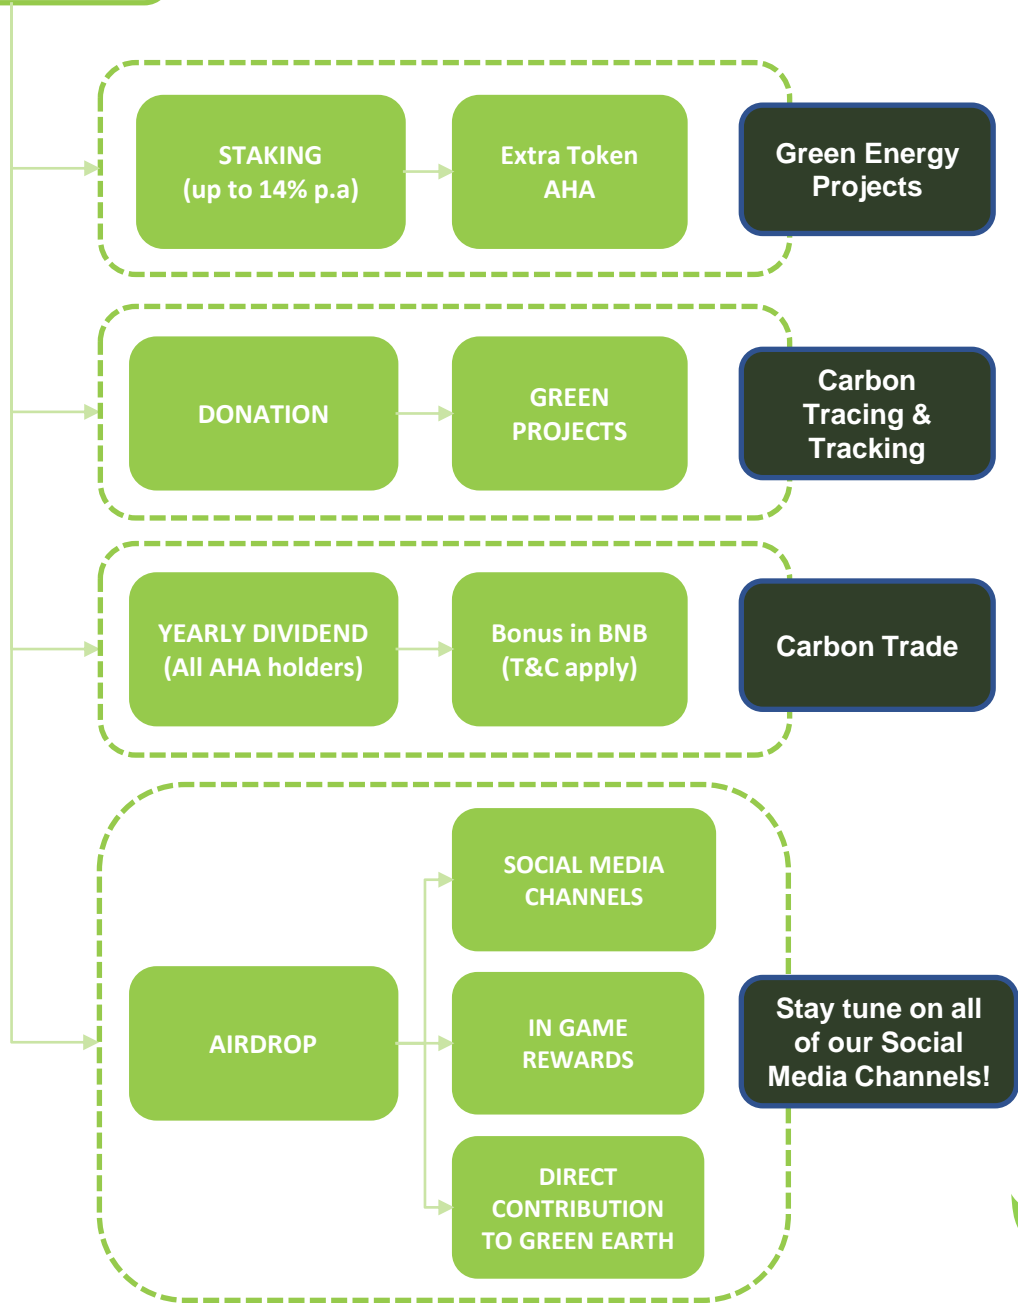 STAKING
(up to 14% p.a)
Extra Token
AHA
Green Energy
Projects
DONATION
GREEN
PROJECTS
Carbon
Tracing &
Tracking
YEARLY DIVIDEND
(All AHA holders)
Bonus in BNB
(T&C apply)
Carbon Trade
AIRDROP
SOCIAL MEDIA
CHANNELS
IN GAME
REWARDS
DIRECT
CONTRIBUTION
TO GREEN EARTH
Stay tune on all
of our Social
Media Channels!